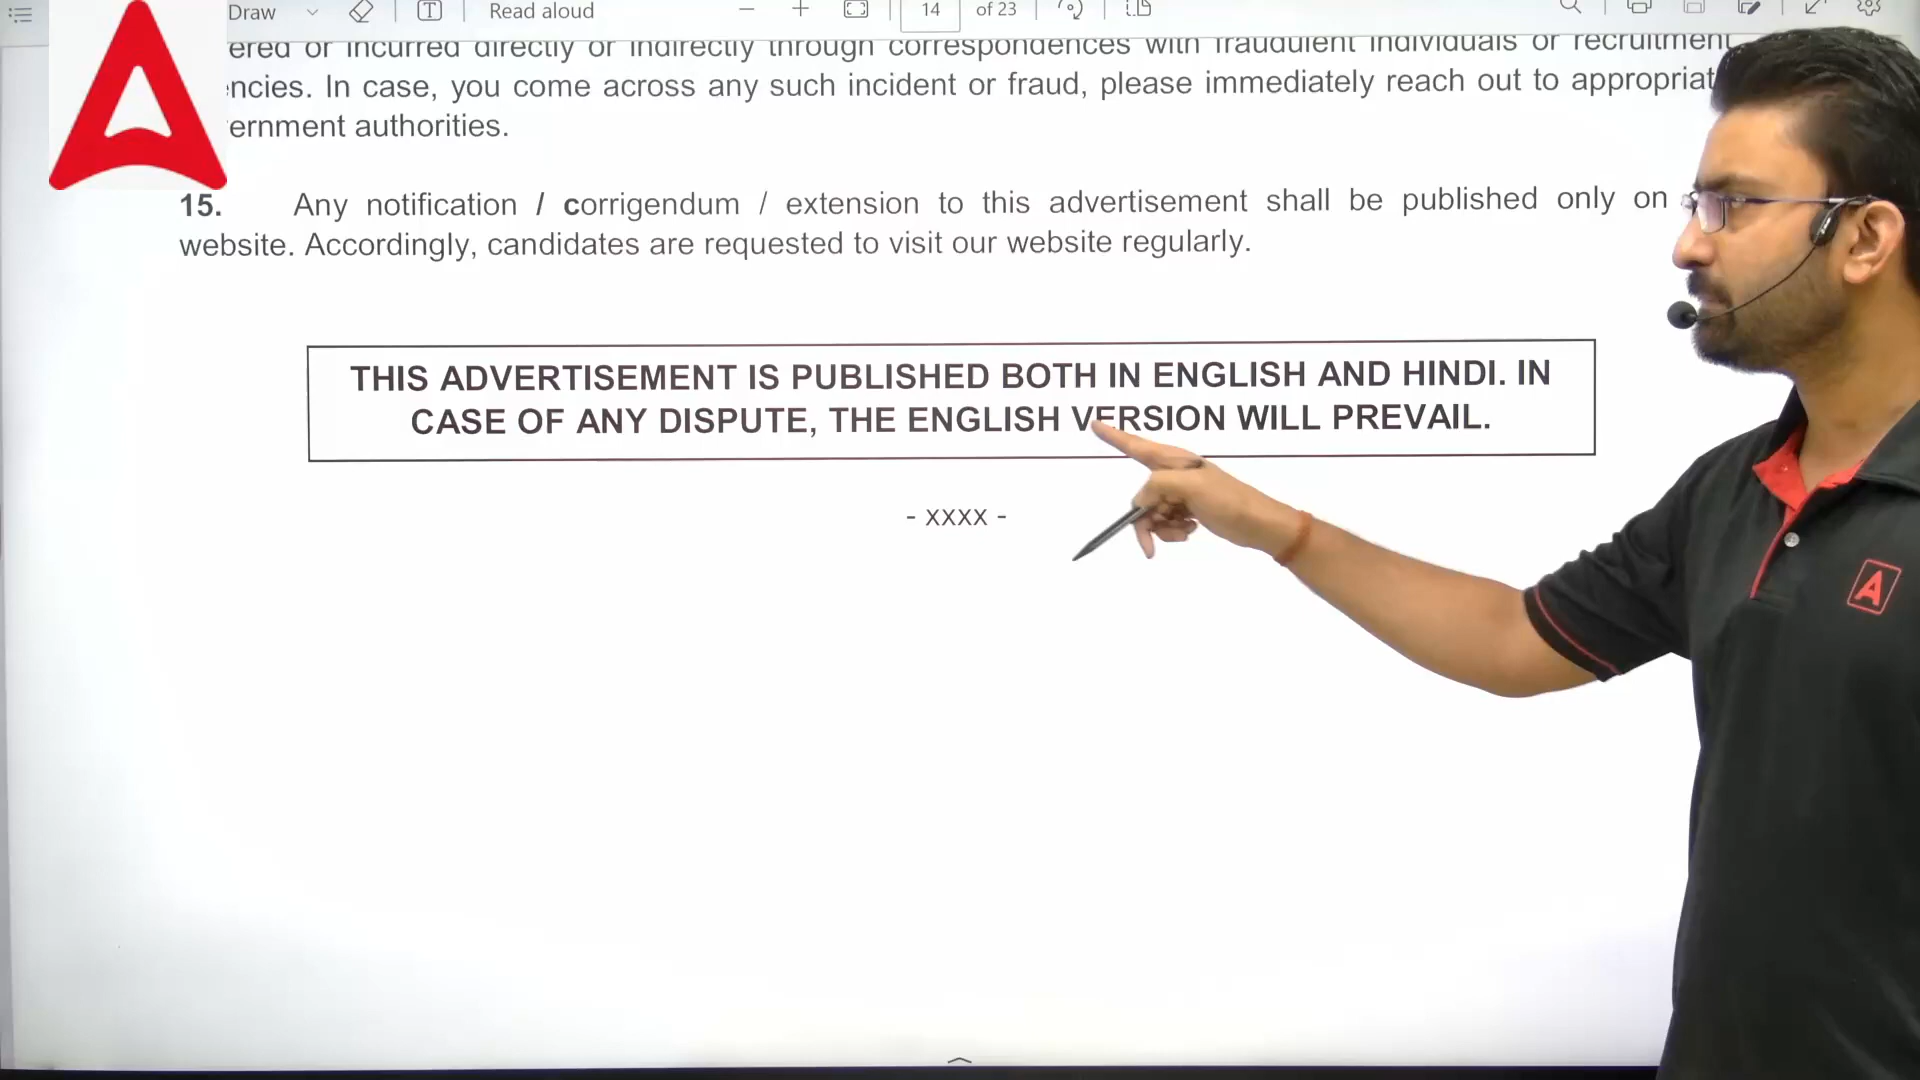 Draw
Read aloud
14 of 23
ered or incurred directly or indirectly through correspondences with fraudulent individuals or recruitment
ncies. In case, you come across any such incident or fraud, please immediately reach out to appropriat
ernment authorities.
15. Any notification / corrigendum / extension to this advertisement shall be published only on
website. Accordingly, candidates are requested to visit our website regularly.
THIS ADVERTISEMENT IS PUBLISHED BOTH IN ENGLISH AND HINDI. IN
CASE OF ANY DISPUTE, THE ENGLISH VERSION WILL PREVAIL.
- xxxx -
A